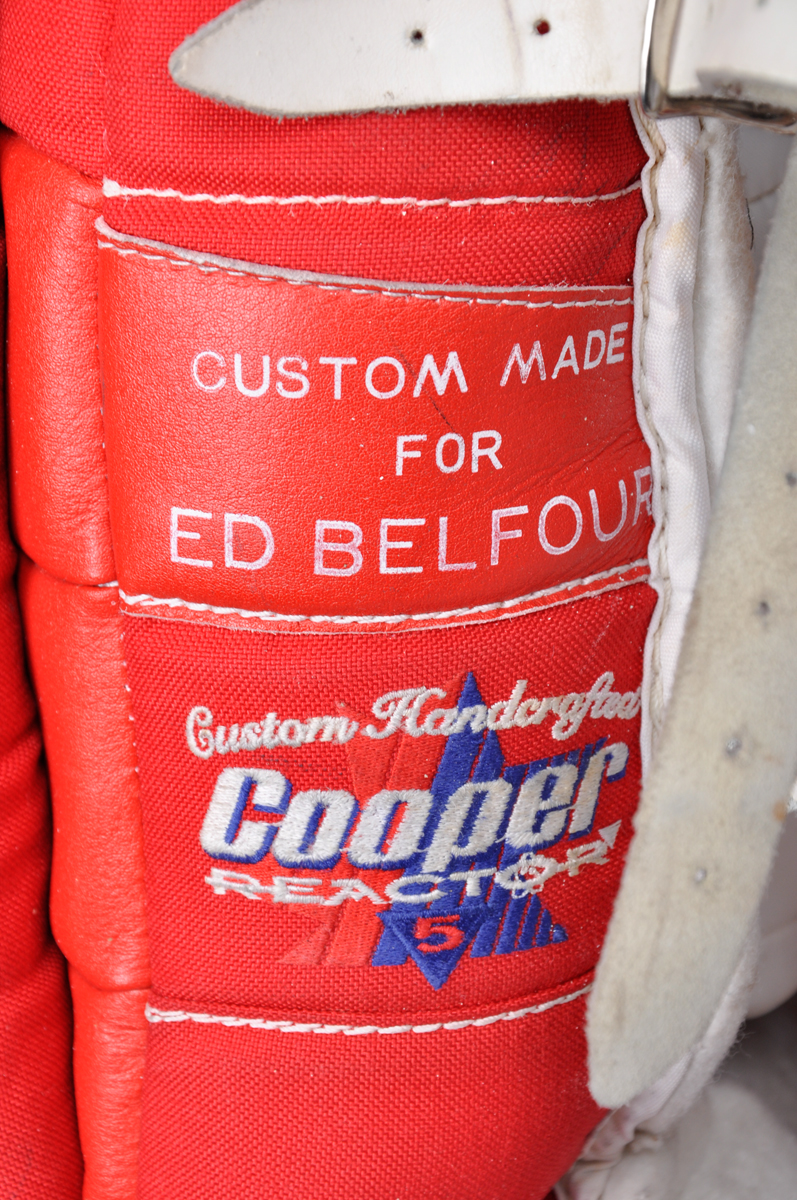 CUSTOM MADE
FOR
ED BELFOUR
Custom Handcrafted
Cooper
REACTOR
5